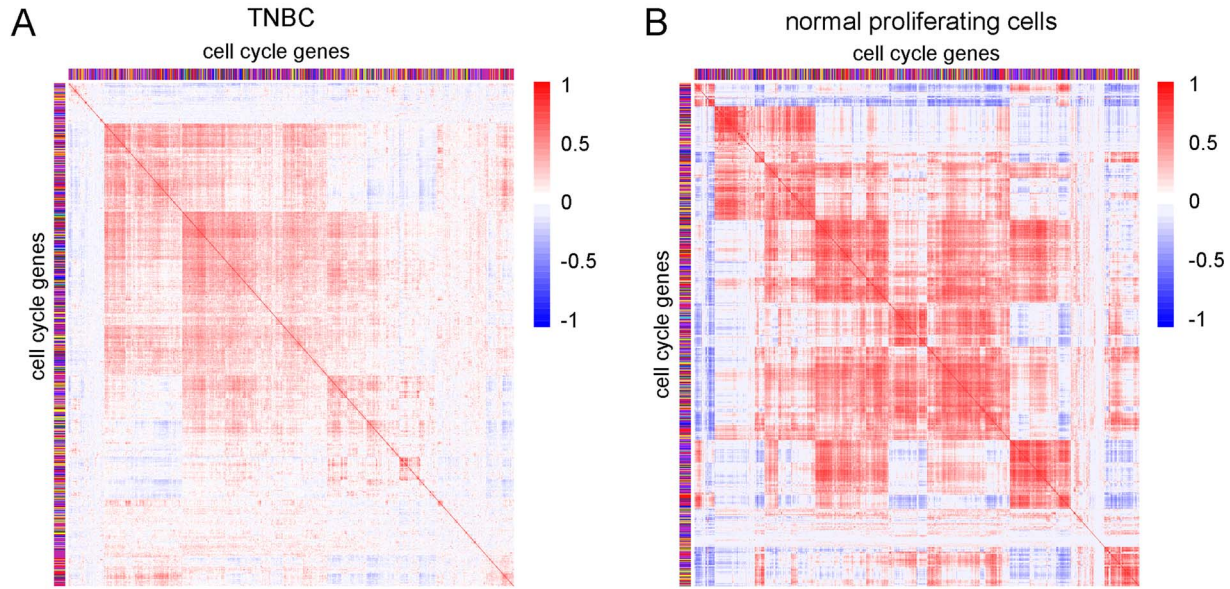 A
TNBC
cell cycle genes
cell cycle genes
1
0.5
0
-0.5
-1
B
normal proliferating cells
cell cycle genes
cell cycle genes
1
0.5
0
-0.5
-1